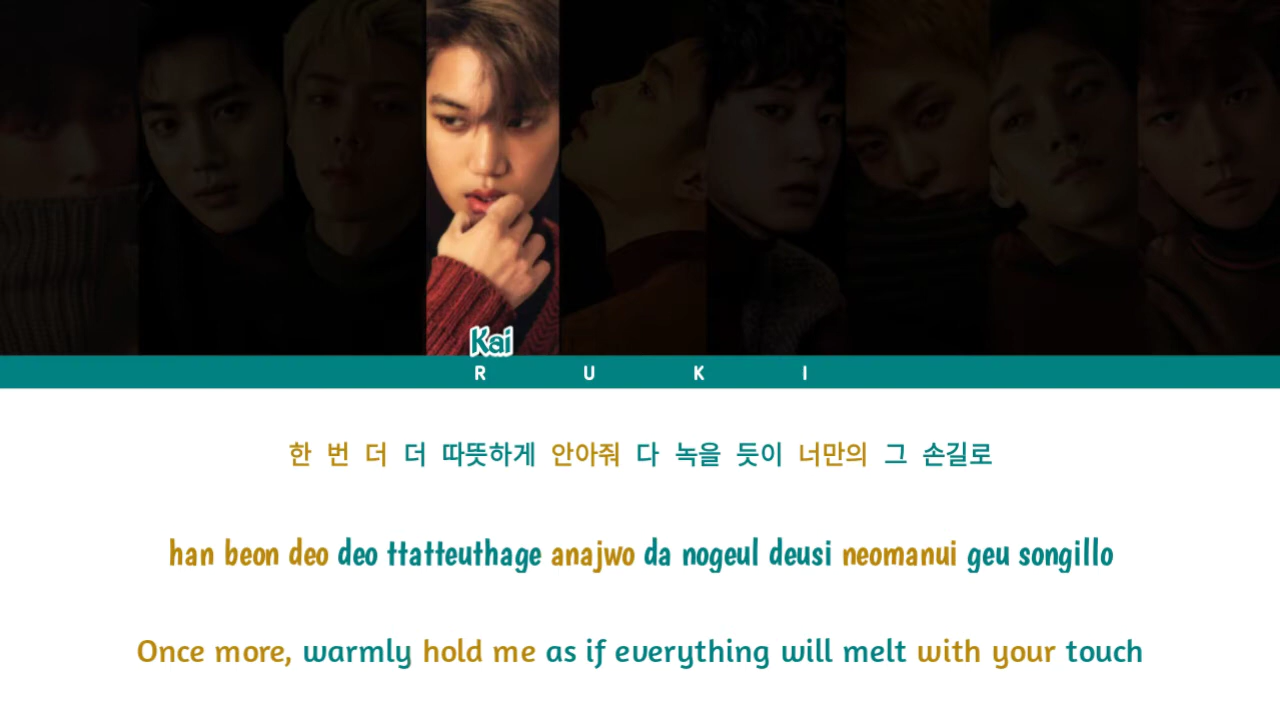 Kai
R U K I
한 번 더 더 따뜻하게 안아줘 다 녹을 듯이 너만의 그 손길로
han beon deo deo ttatteuthage anajwo da nogeul deusi neomanui geu songillo
Once more, warmly hold me as if everything will melt with your touch